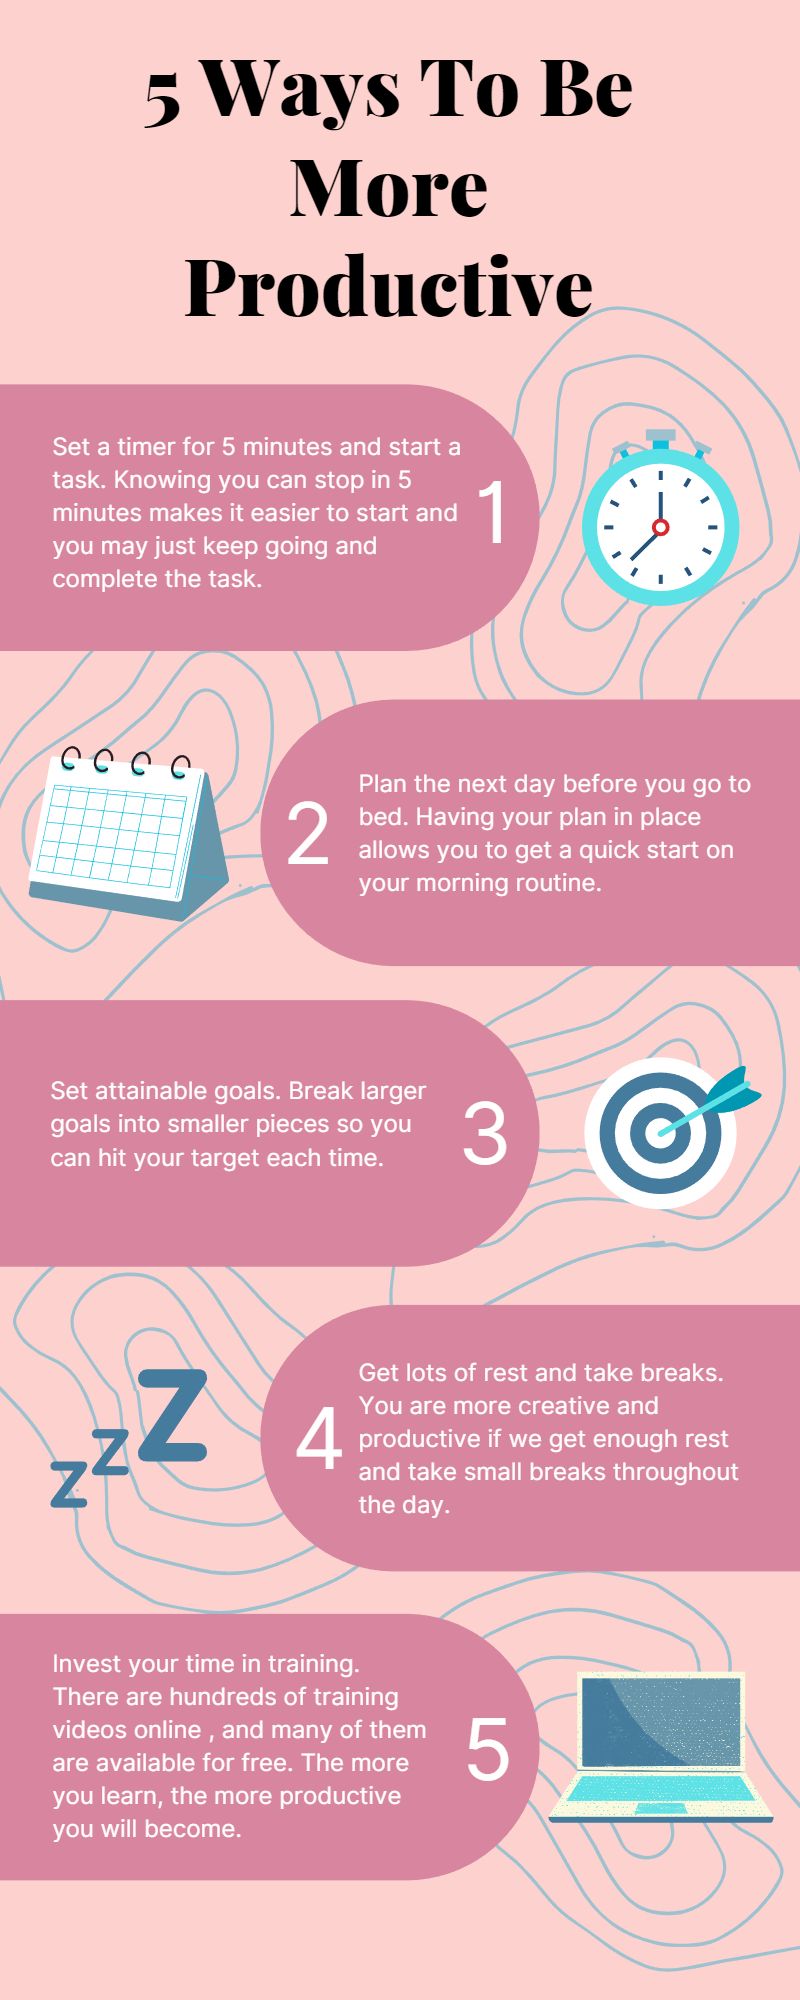 5 Ways To Be
More
Productive
Set a timer for 5 minutes and start a
task. Knowing you can stop in 5
minutes makes it easier to start and
you may just keep going and
complete the task.
1
2
Plan the next day before you go to
bed. Having your plan in place
allows you to get a quick start on
your morning routine.
Set attainable goals. Break larger
goals into smaller pieces so you
can hit your target each time.
3
z z z
4
Get lots of rest and take breaks.
You are more creative and
productive if we get enough rest
and take small breaks throughout
the day.
Invest your time in training.
There are hundreds of training
videos online , and many of them
are available for free. The more
you learn, the more productive
you will become.
5